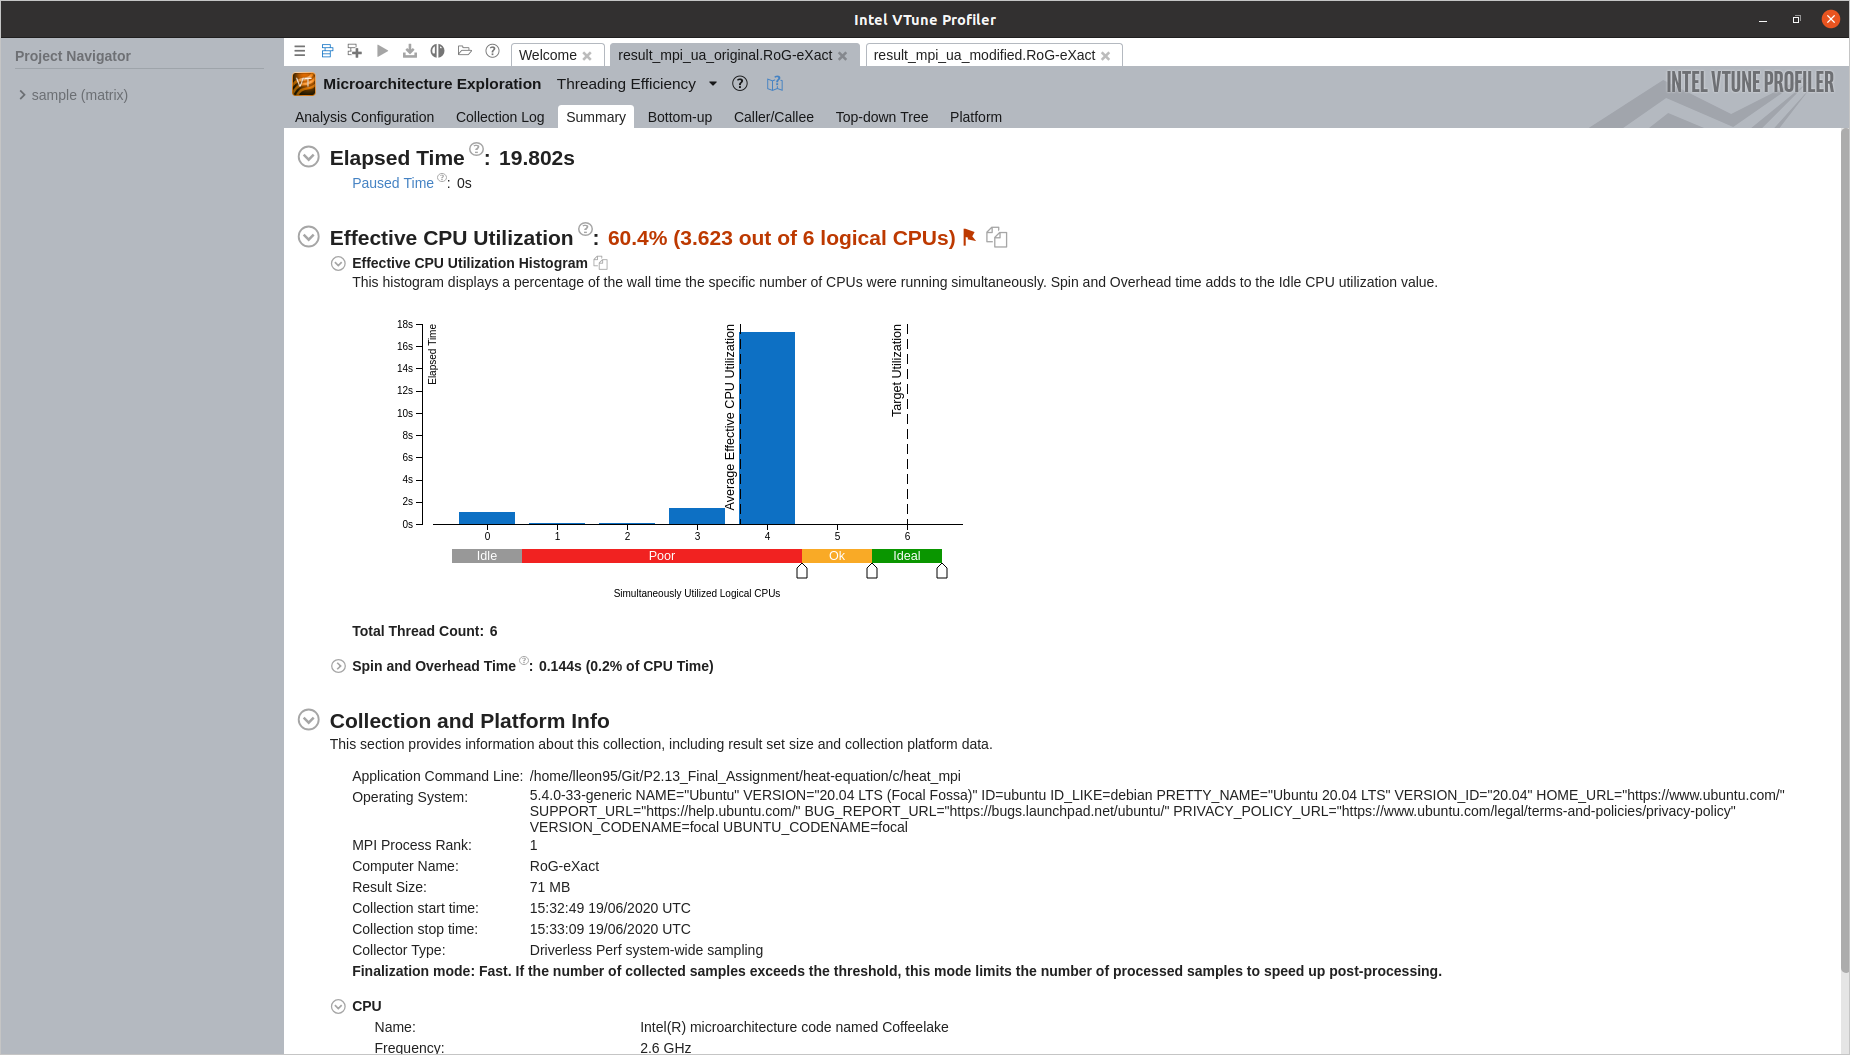 Intel VTune Profiler
Project Navigator
sample (matrix)
Welcome
result_mpi_ua_original.RoG-eXact
result_mpi_ua_modified.RoG-eXact
Microarchitecture Exploration Threading Efficiency
INTEL VTUNE PROFILER
Analysis Configuration Collection Log Summary Bottom-up Caller/Callee Top-down Tree Platform
Elapsed Time ?: 19.802s
Paused Time ?: 0s
Effective CPU Utilization ?: 60.4% (3.623 out of 6 logical CPUs)
Effective CPU Utilization Histogram
This histogram displays a percentage of the wall time the specific number of CPUs were running simultaneously. Spin and Overhead time adds to the Idle CPU utilization value.
18s
16s
14s
12s
10s
8s
6s
4s
2s
0s
Elapsed Time
Average Effective CPU Utilization
Target Utilization
0 1 2 3 4 5 6
Idle Poor Ok Ideal
Simultaneously Utilized Logical CPUs
Total Thread Count: 6
Spin and Overhead Time ?: 0.144s (0.2% of CPU Time)
Collection and Platform Info
This section provides information about this collection, including result set size and collection platform data.
Application Command Line: /home/lleon95/Git/P2.13_Final_Assignment/heat-equation/c/heat_mpi
Operating System: 5.4.0-33-generic NAME="Ubuntu" VERSION="20.04 LTS (Focal Fossa)" ID=ubuntu ID_LIKE=debian PRETTY_NAME="Ubuntu 20.04 LTS" VERSION_ID="20.04" HOME_URL="https://www.ubuntu.com/"
SUPPORT_URL="https://help.ubuntu.com/" BUG_REPORT_URL="https://bugs.launchpad.net/ubuntu/" PRIVACY_POLICY_URL="https://www.ubuntu.com/legal/terms-and-policies/privacy-policy"
VERSION_CODENAME=focal UBUNTU_CODENAME=focal
MPI Process Rank: 1
Computer Name: RoG-eXact
Result Size: 71 MB
Collection start time: 15:32:49 19/06/2020 UTC
Collection stop time: 15:33:09 19/06/2020 UTC
Collector Type: Driverless Perf system-wide sampling
Finalization mode: Fast. If the number of collected samples exceeds the threshold, this mode limits the number of processed samples to speed up post-processing.
CPU
Name: Intel(R) microarchitecture code named Coffeelake
Frequency: 2.6 GHz